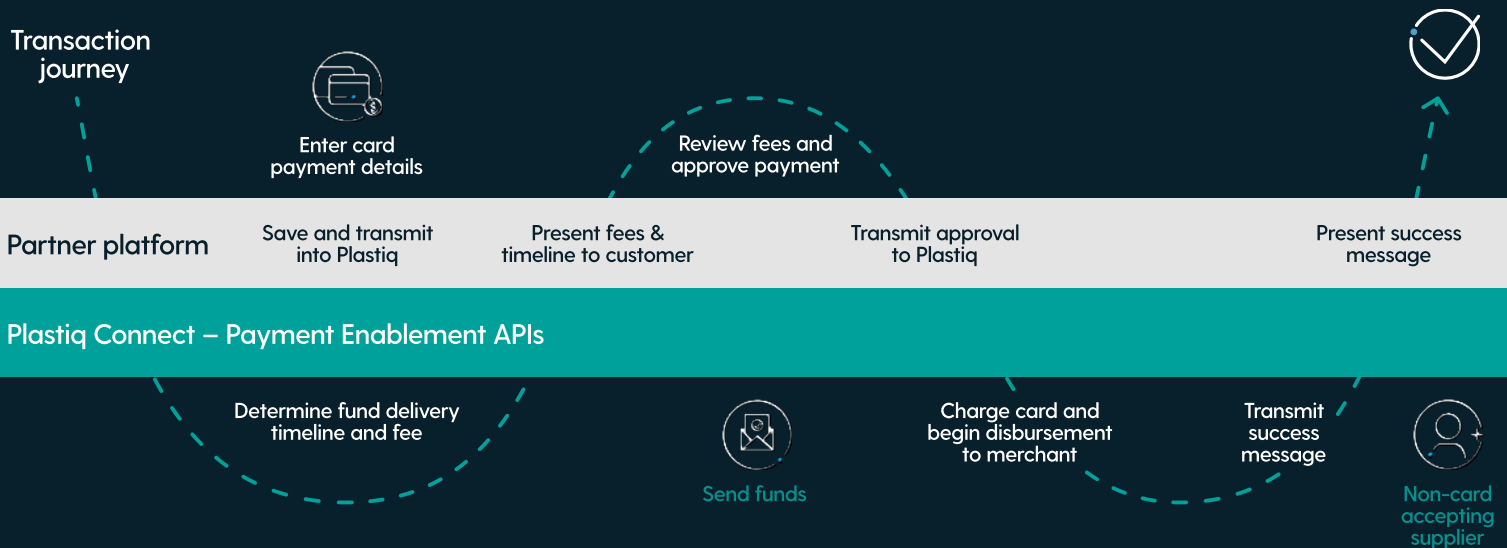 Transaction
journey
Enter card
payment details
Review fees and
approve payment
Partner platform
Save and transmit
into Plastiq
Present fees &
timeline to customer
Transmit approval
to Plastiq
Present success
message
Plastiq Connect – Payment Enablement APIs
Determine fund delivery
timeline and fee
Send funds
Charge card and
begin disbursement
to merchant
Transmit
success
message
Non-card
accepting
supplier